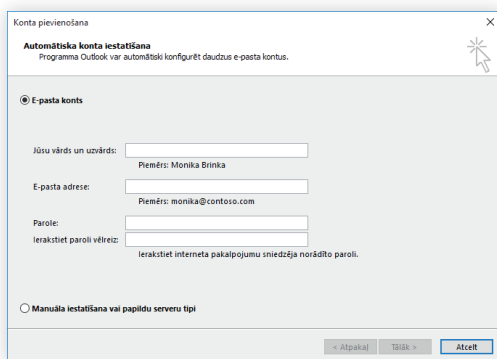 Konta pievienošana
Automātiska konta iestatīšana
Programma Outlook var automātiski konfigurēt daudzus e-pasta kontus.
E-pasta konts
Jūsu vārds un uzvārds:
Piemērs: Monika Brinka
E-pasta adrese:
Piemērs: monika@contoso.com
Parole:
Ierakstiet paroli vēlreiz:
Ierakstiet interneta pakalpojumu sniedzēja norādīto paroli.
Manuāla iestatīšana vai papildu serveru tipi
< Atpakaļ Tālāk > Atcelt